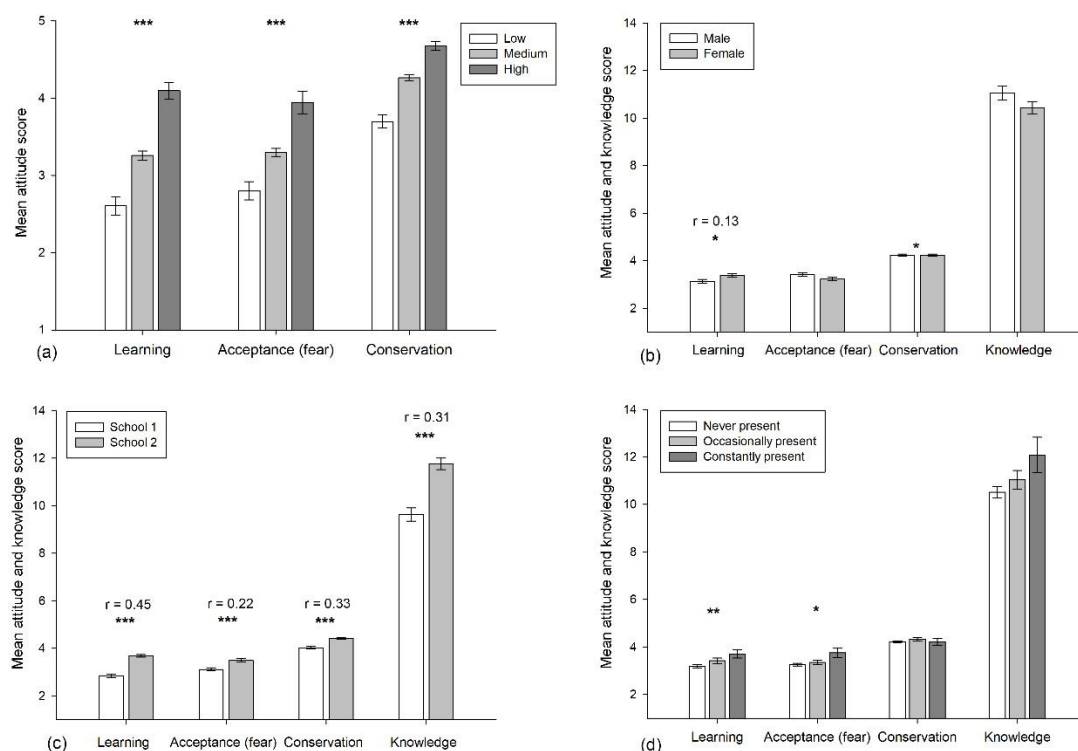 5
4
3
2
1
Mean attitude score
***
***
***
Low
Medium
High
Learning
Acceptance (fear)
Conservation
(a)
14
12
10
8
6
4
2
Mean attitude and knowledge score
Male
Female
r = 0.13
*
*
Learning
Acceptance (fear)
Conservation
Knowledge
(b)
14
12
10
8
6
4
2
Mean attitude and knowledge score
School 1
School 2
r = 0.45
***
r = 0.22
***
r = 0.33
***
r = 0.31
***
Learning
Acceptance (fear)
Conservation
Knowledge
(c)
14
12
10
8
6
4
2
Mean attitude and knowledge score
Never present
Occasionally present
Constantly present
**
*
Learning
Acceptance (fear)
Conservation
Knowledge
(d)